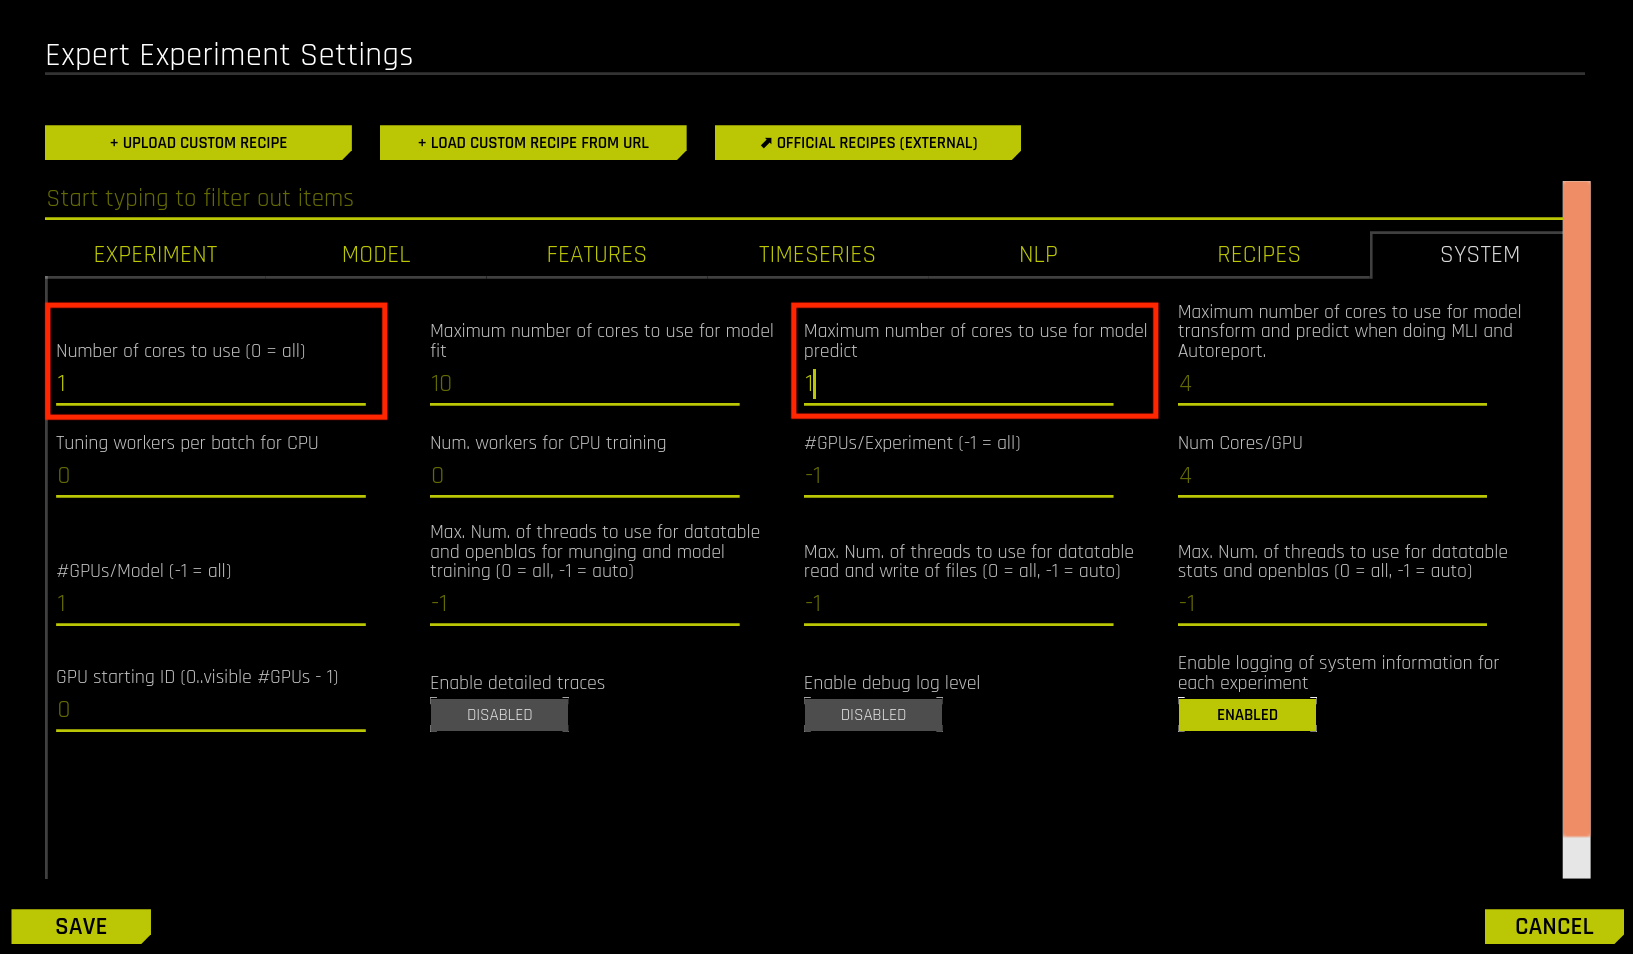 Expert Experiment Settings
+ UPLOAD CUSTOM RECIPE
+ LOAD CUSTOM RECIPE FROM URL
⬈ OFFICIAL RECIPES (EXTERNAL)
Start typing to filter out items
EXPERIMENT
MODEL
FEATURES
TIMESERIES
NLP
RECIPES
SYSTEM
Number of cores to use (0 = all)
1
Maximum number of cores to use for model
fit
10
Maximum number of cores to use for model
predict
1
Maximum number of cores to use for model
transform and predict when doing MLI and
Autoreport.
4
Tuning workers per batch for CPU
0
Num. workers for CPU training
0
#GPUs/Experiment (-1 = all)
-1
Num Cores/GPU
4
#GPUs/Model (-1 = all)
1
Max. Num. of threads to use for datatable
and openblas for munging and model
training (0 = all, -1 = auto)
-1
Max. Num. of threads to use for datatable
read and write of files (0 = all, -1 = auto)
-1
Max. Num. of threads to use for datatable
stats and openblas (0 = all, -1 = auto)
-1
GPU starting ID (0..visible #GPUs - 1)
0
Enable detailed traces
DISABLED
Enable debug log level
DISABLED
Enable logging of system information for
each experiment
ENABLED
SAVE
CANCEL